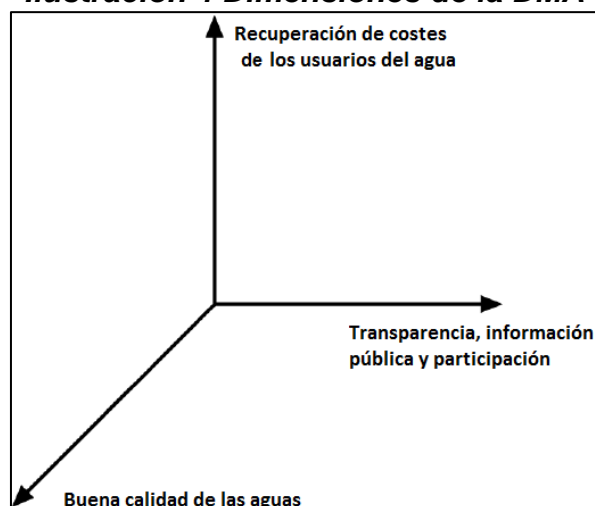 Ilustración 4 Dimensiones de la DMA
Recuperación de costes
de los usuarios del agua
Transparencia, información
pública y participación
Buena calidad de las aguas